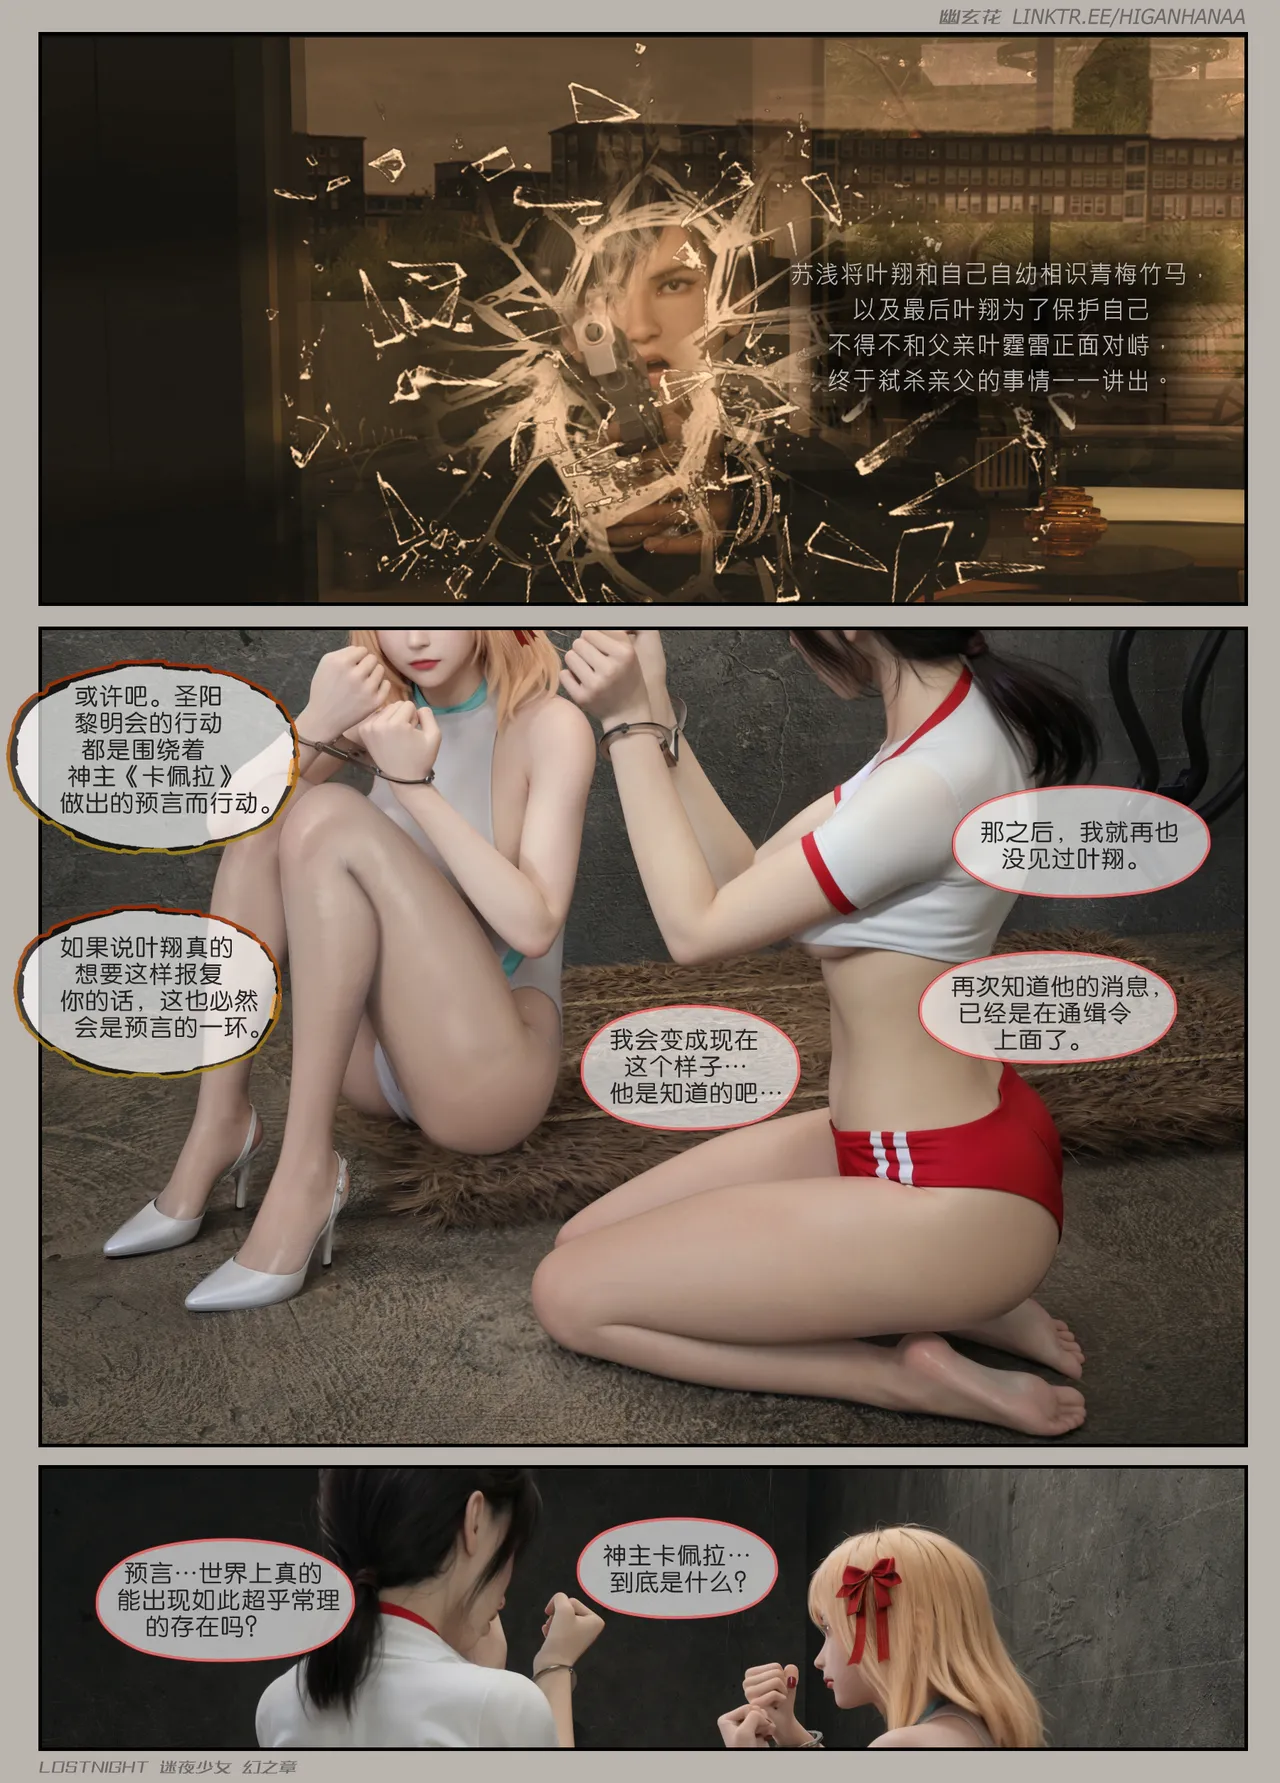 幽玄花 LINKTR.EE/HIGANHANAA
苏浅将叶翔和自己自幼相识青梅竹马，
以及最后叶翔为了保护自己
不得不和父亲叶霆雷正面对峙，
终于弑杀亲父的事情一一讲出。
或许吧。圣阳
黎明会的行动
都是围绕着
神主《卡佩拉》
做出的预言而行动。
那之后，我就再也
没见过叶翔。
如果说叶翔真的
想要这样报复
你的话，这也必然
会是预言的一环。
再次知道他的消息，
已经是在通缉令
上面了。
我会变成现在
这个样子…
他是知道的吧…
预言…世界上真的
能出现如此超乎常理
的存在吗？
神主卡佩拉…
到底是什么？
LOSTNIGHT 迷夜少女 幻之章